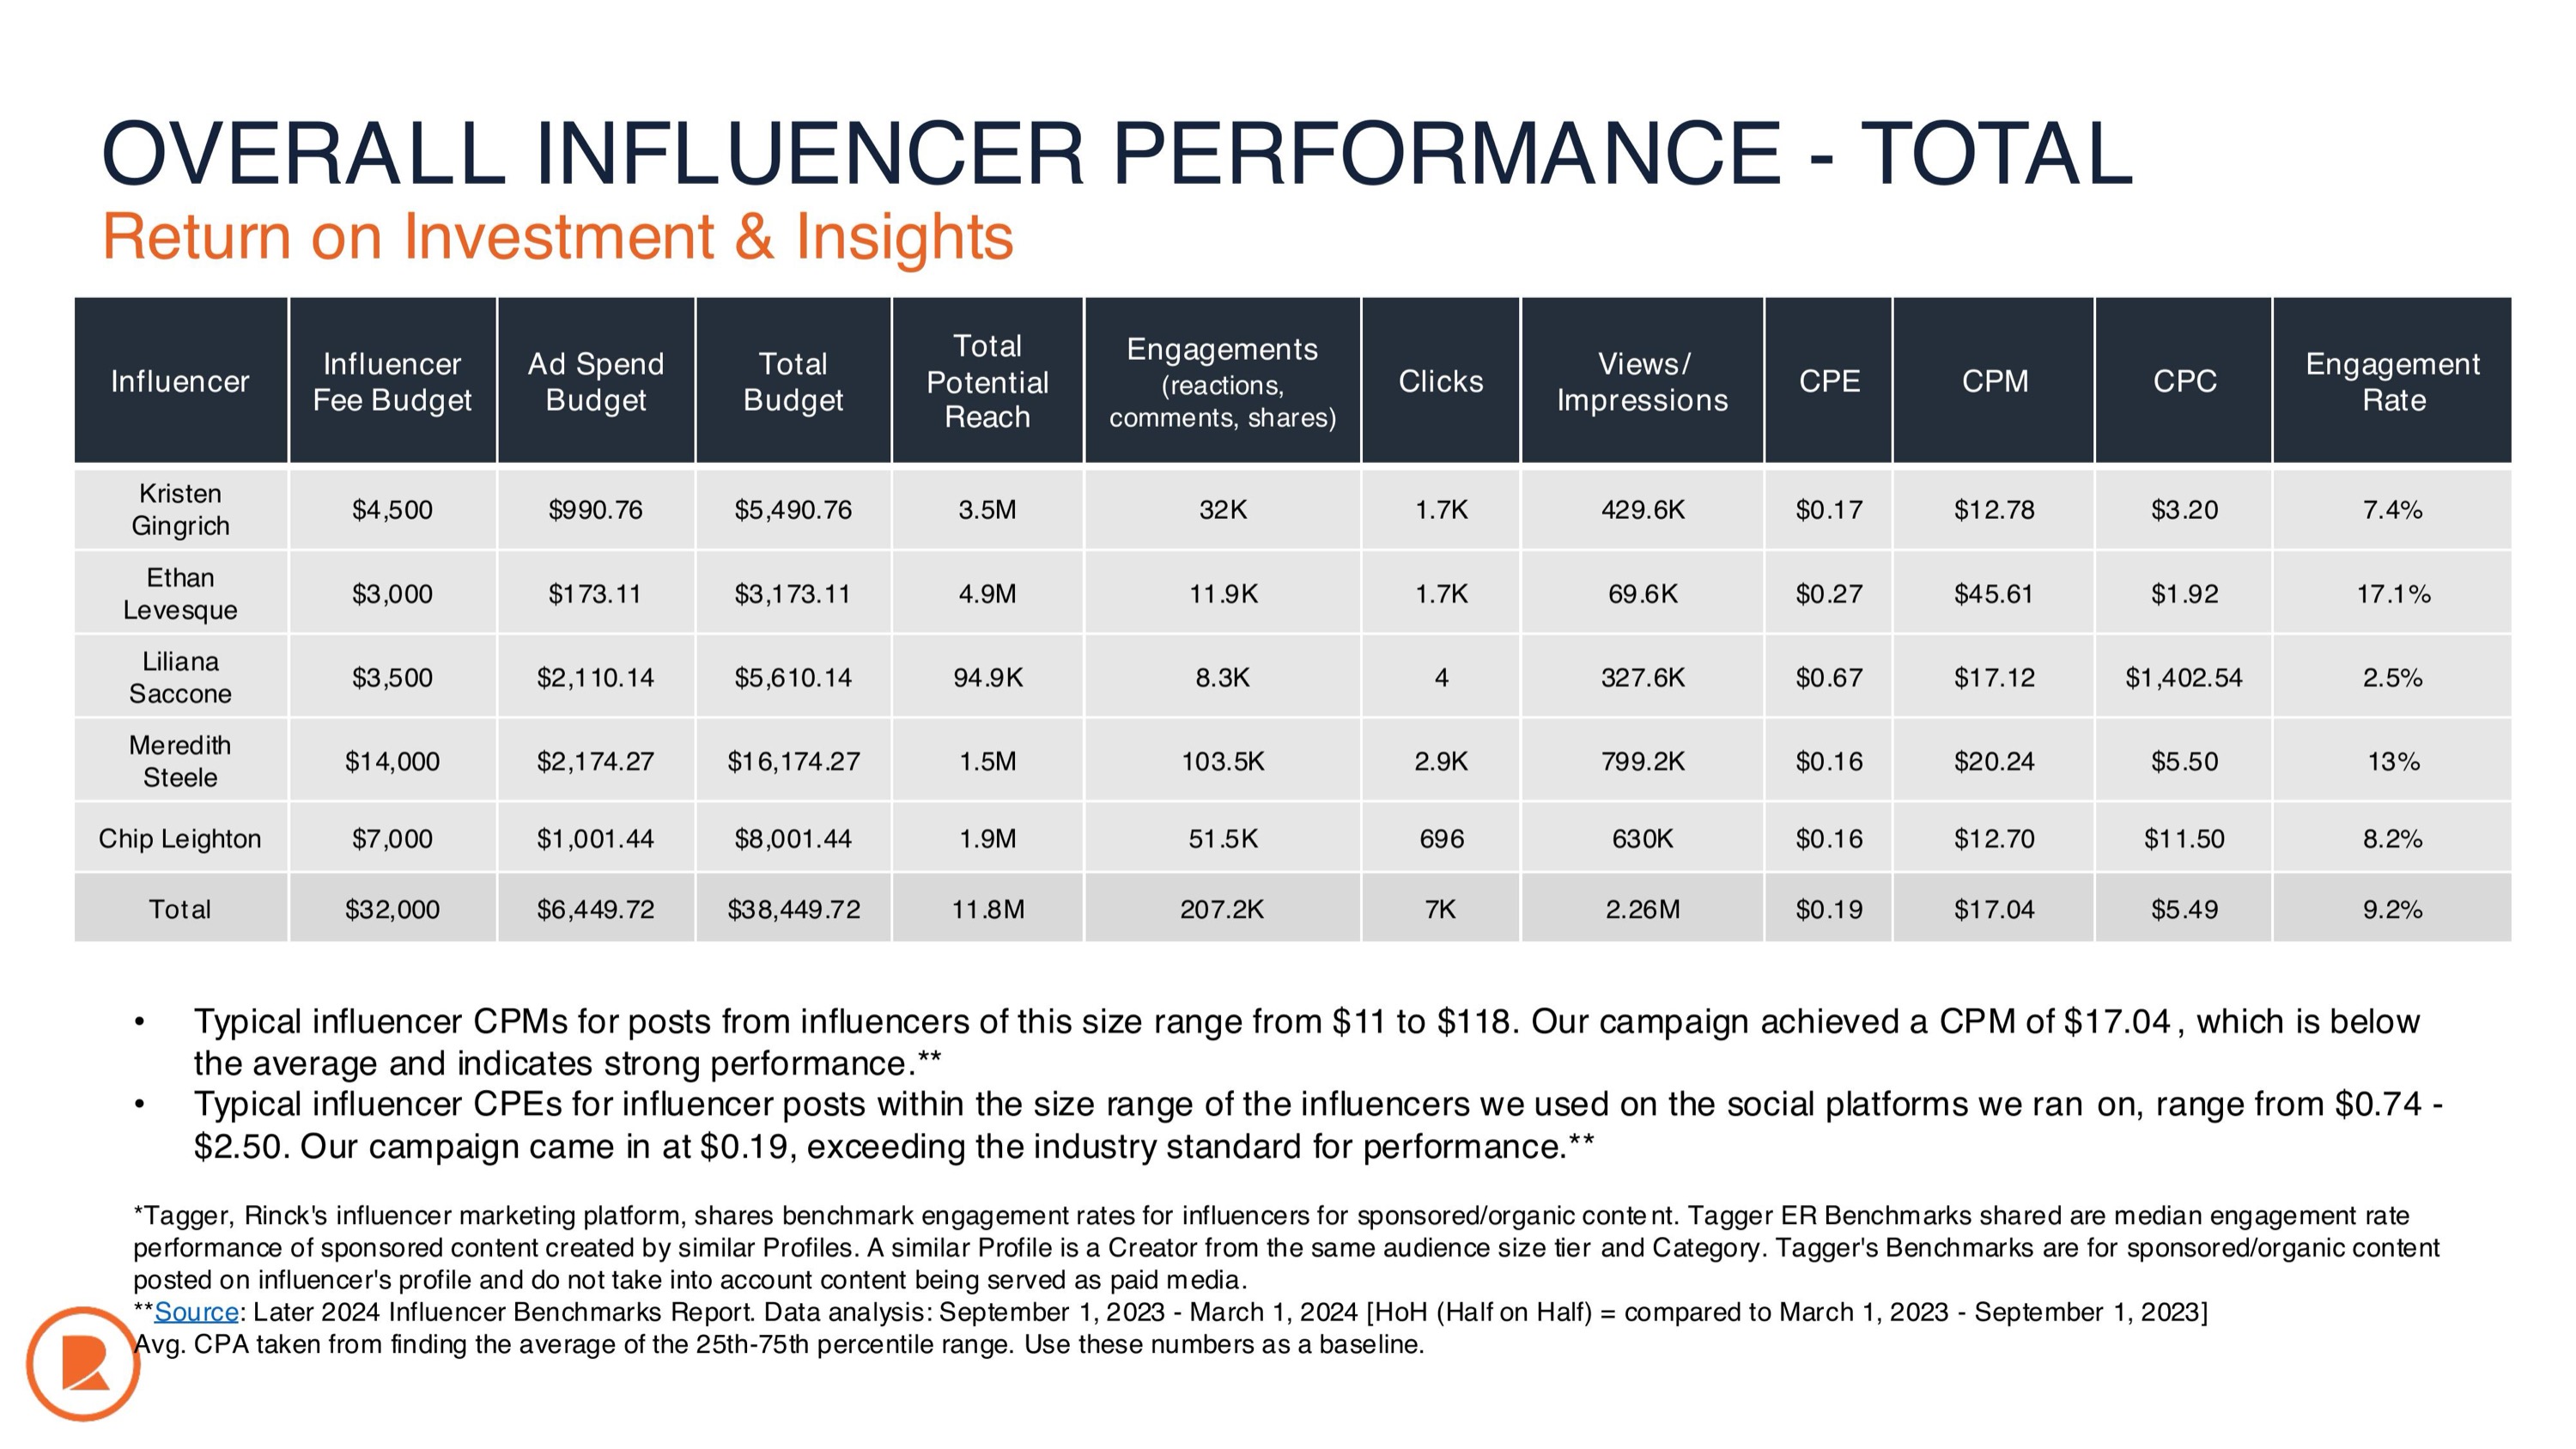 OVERALL INFLUENCER PERFORMANCE - TOTAL
Return on Investment & Insights
Influencer
Influencer
Fee Budget
Ad Spend
Budget
Total
Budget
Total
Potential
Reach
Engagements
(reactions,
comments, shares)
Clicks
Views/
Impressions
CPE
CPM
CPC
Engagement
Rate
Kristen
Gingrich
$4,500
$990.76
$5,490.76
3.5M
32K
1.7K
429.6K
$0.17
$12.78
$3.20
7.4%
Ethan
Levesque
$3,000
$173.11
$3,173.11
4.9M
11.9K
1.7K
69.6K
$0.27
$45.61
$1.92
17.1%
Liliana
Saccone
$3,500
$2,110.14
$5,610.14
94.9K
8.3K
4
327.6K
$0.67
$17.12
$1,402.54
2.5%
Meredith
Steele
$14,000
$2,174.27
$16,174.27
1.5M
103.5K
2.9K
799.2K
$0.16
$20.24
$5.50
13%
Chip Leighton
$7,000
$1,001.44
$8,001.44
1.9M
51.5K
696
630K
$0.16
$12.70
$11.50
8.2%
Total
$32,000
$6,449.72
$38,449.72
11.8M
207.2K
7K
2.26M
$0.19
$17.04
$5.49
9.2%
• Typical influencer CPMs for posts from influencers of this size range from $11 to $118. Our campaign achieved a CPM of $17.04, which is below
the average and indicates strong performance.**
• Typical influencer CPEs for influencer posts within the size range of the influencers we used on the social platforms we ran on, range from $0.74 -
$2.50. Our campaign came in at $0.19, exceeding the industry standard for performance.**
*Tagger, Rinck's influencer marketing platform, shares benchmark engagement rates for influencers for sponsored/organic content. Tagger ER Benchmarks shared are median engagement rate
performance of sponsored content created by similar Profiles. A similar Profile is a Creator from the same audience size tier and Category. Tagger's Benchmarks are for sponsored/organic content
posted on influencer's profile and do not take into account content being served as paid media.
**Source: Later 2024 Influencer Benchmarks Report. Data analysis: September 1, 2023 - March 1, 2024 [HoH (Half on Half) = compared to March 1, 2023 - September 1, 2023]
Avg. CPA taken from finding the average of the 25th-75th percentile range. Use these numbers as a baseline.
R